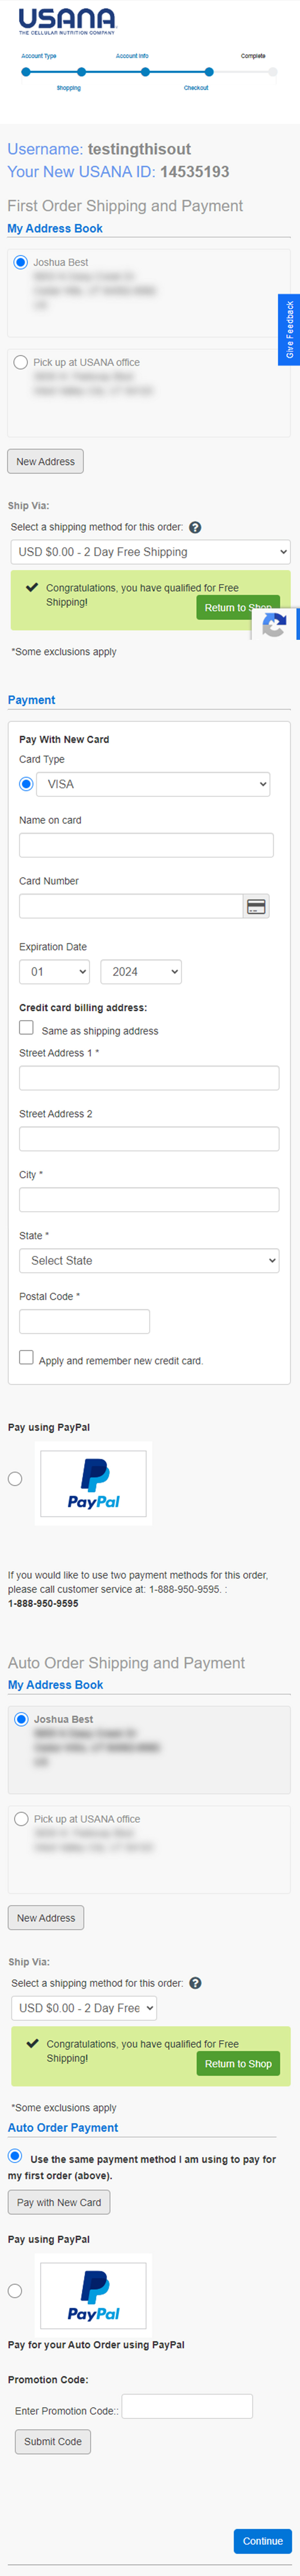 USANA
THE CELLULAR NUTRITION COMPANY
Account Type
Account Info
Complete
Shopping
Checkout
Username: testingthisout
Your New USANA ID: 14535193
First Order Shipping and Payment
My Address Book
Joshua Best
Give Feedback
Pick up at USANA office
New Address
Ship Via:
Select a shipping method for this order: ?
USD $0.00 - 2 Day Free Shipping
Congratulations, you have qualified for Free
Shipping!
Return to Shop
*Some exclusions apply
Payment
Pay With New Card
Card Type
VISA
Name on card
Card Number
Expiration Date
01
2024
Credit card billing address:
Same as shipping address
Street Address 1 *
Street Address 2
City *
State *
Select State
Postal Code *
Apply and remember new credit card.
Pay using PayPal
PayPal
If you would like to use two payment methods for this order,
please call customer service at: 1-888-950-9595. :
1-888-950-9595
Auto Order Shipping and Payment
My Address Book
Joshua Best
Pick up at USANA office
New Address
Ship Via:
Select a shipping method for this order: ?
USD $0.00 - 2 Day Free
Congratulations, you have qualified for Free
Shipping!
Return to Shop
*Some exclusions apply
Auto Order Payment
Use the same payment method I am using to pay for
my first order (above).
Pay with New Card
Pay using PayPal
PayPal
Pay for your Auto Order using PayPal
Promotion Code:
Enter Promotion Code::
Submit Code
Continue